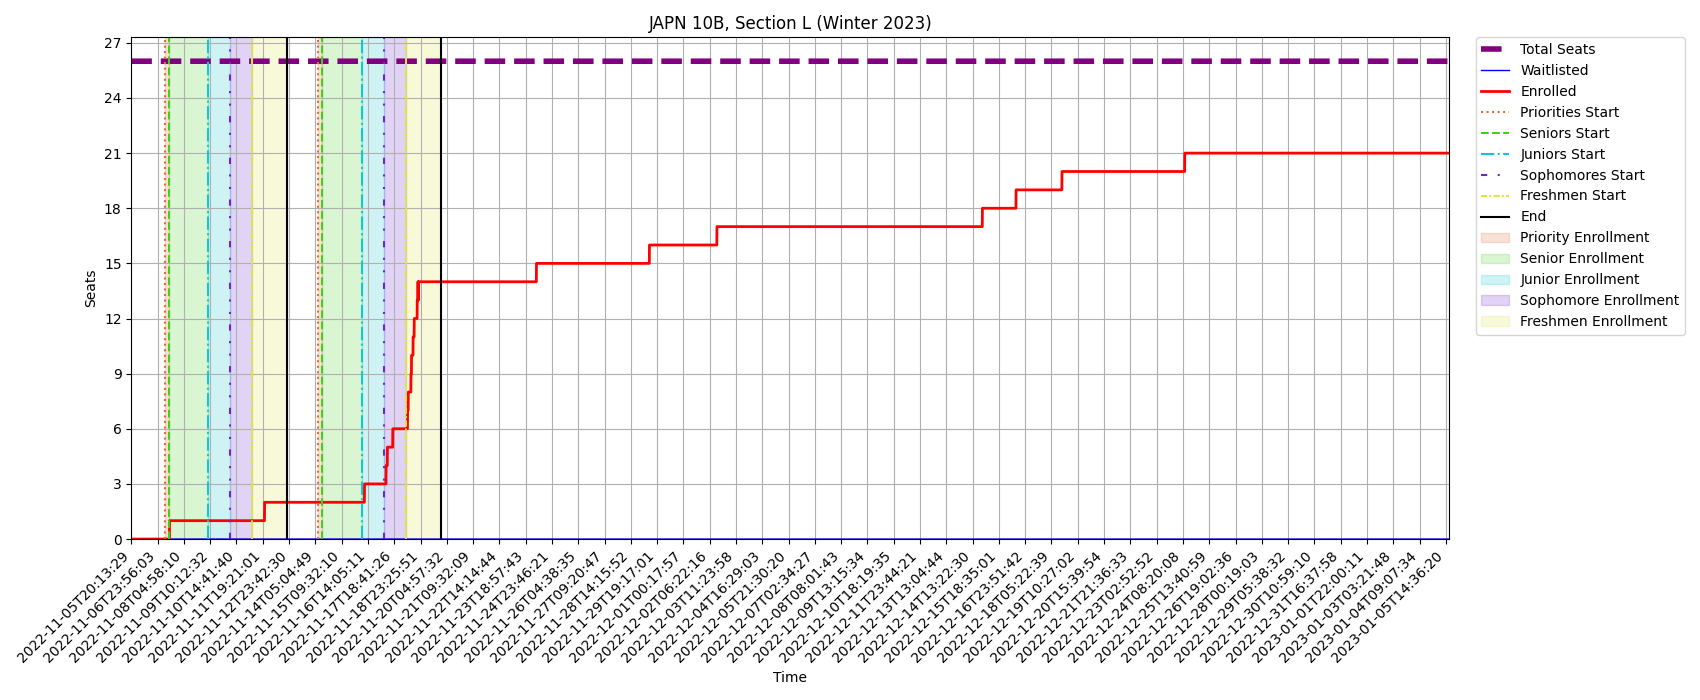 JAPN 10B, Section L (Winter 2023)
27
24
21
18
15
12
9
6
3
0
Seats
2022-11-05T20:13:29
2022-11-06T23:56:03
2022-11-08T04:58:10
2022-11-09T10:12:32
2022-11-10T14:41:40
2022-11-11T19:21:01
2022-11-12T23:42:30
2022-11-14T05:04:49
2022-11-15T09:32:10
2022-11-16T14:05:11
2022-11-17T18:41:26
2022-11-18T23:25:51
2022-11-20T04:57:32
2022-11-21T09:32:09
2022-11-22T14:14:44
2022-11-23T18:57:43
2022-11-24T23:46:21
2022-11-26T04:38:35
2022-11-27T09:20:47
2022-11-28T14:15:52
2022-11-29T19:17:01
2022-12-01T00:17:57
2022-12-02T06:22:16
2022-12-03T11:23:58
2022-12-04T16:29:03
2022-12-05T21:30:20
2022-12-07T02:34:27
2022-12-08T08:01:43
2022-12-09T13:15:34
2022-12-10T18:19:35
2022-12-11T23:44:21
2022-12-13T13:04:44
2022-12-14T13:22:30
2022-12-15T18:35:01
2022-12-16T23:51:42
2022-12-18T05:22:39
2022-12-19T10:27:02
2022-12-20T15:39:54
2022-12-21T21:36:33
2022-12-23T02:52:52
2022-12-24T08:20:08
2022-12-25T13:40:59
2022-12-26T19:02:36
2022-12-28T00:19:03
2022-12-29T05:38:32
2022-12-30T10:59:10
2022-12-31T16:37:58
2023-01-01T22:00:11
2023-01-03T03:21:48
2023-01-04T09:07:34
2023-01-05T14:36:20
Time
Total Seats
Waitlisted
Enrolled
Priorities Start
Seniors Start
Juniors Start
Sophomores Start
Freshmen Start
End
Priority Enrollment
Senior Enrollment
Junior Enrollment
Sophomore Enrollment
Freshmen Enrollment